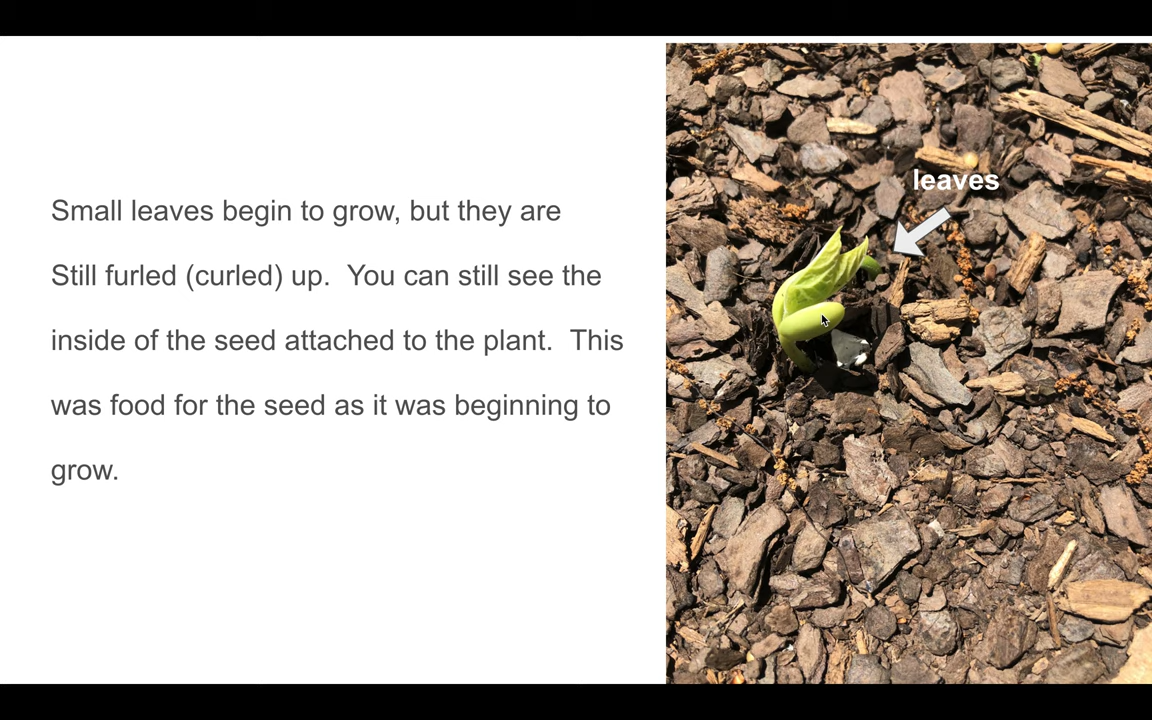 Small leaves begin to grow, but they are
Still furled (curled) up.  You can still see the
inside of the seed attached to the plant.  This
was food for the seed as it was beginning to
grow.
leaves